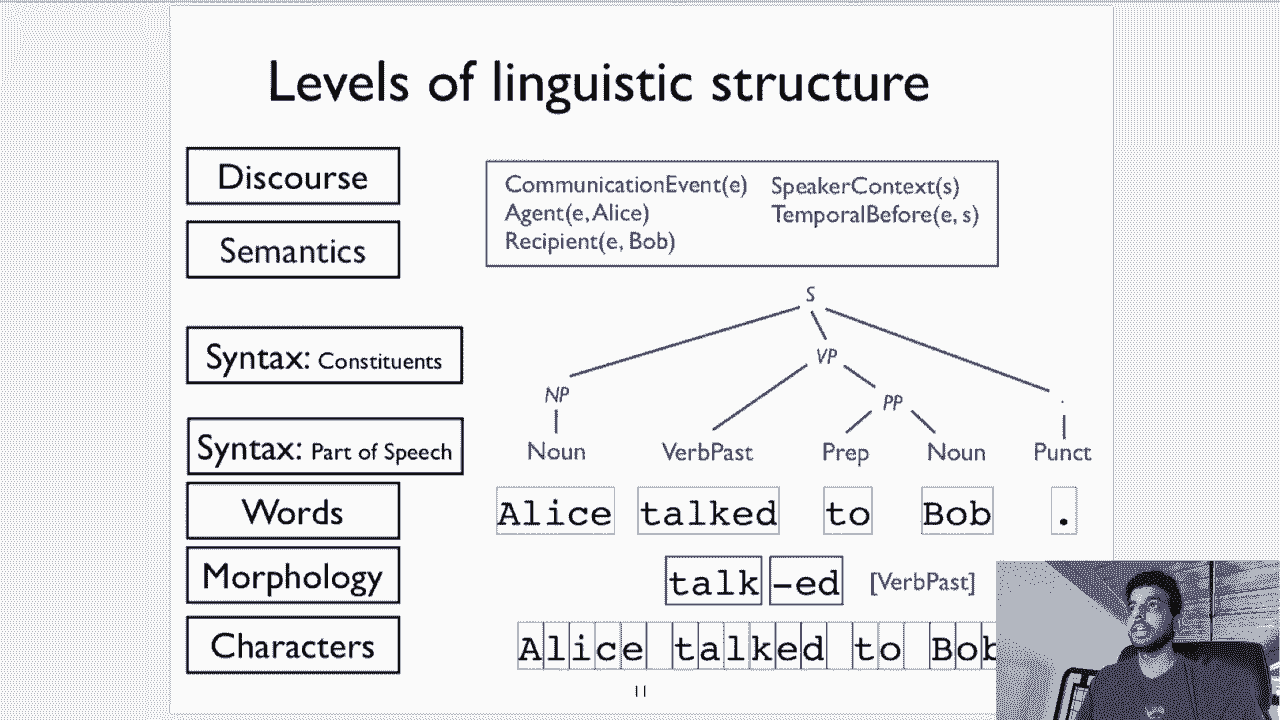 Levels of linguistic structure
Discourse
CommunicationEvent(e) SpeakerContext(s)
Agent(e, Alice) TemporalBefore(e, s)
Recipient(e, Bob)
Semantics
S
Syntax: Constituents
VP
NP
PP
.
Syntax: Part of Speech
Noun VerbPast Prep Noun Punct
Words
Alice talked to Bob .
Morphology
talk -ed [VerbPast]
Characters
Alice talked to Bob
11